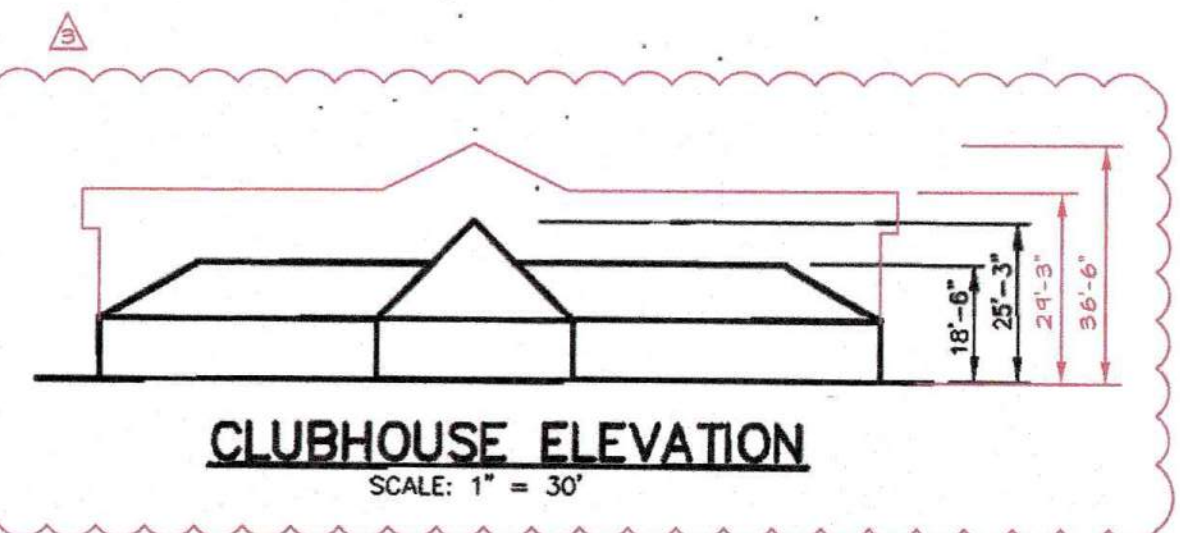 3
18'-6"
25'-3"
29'-3"
36'-6"
CLUBHOUSE ELEVATION
SCALE: 1" = 30'